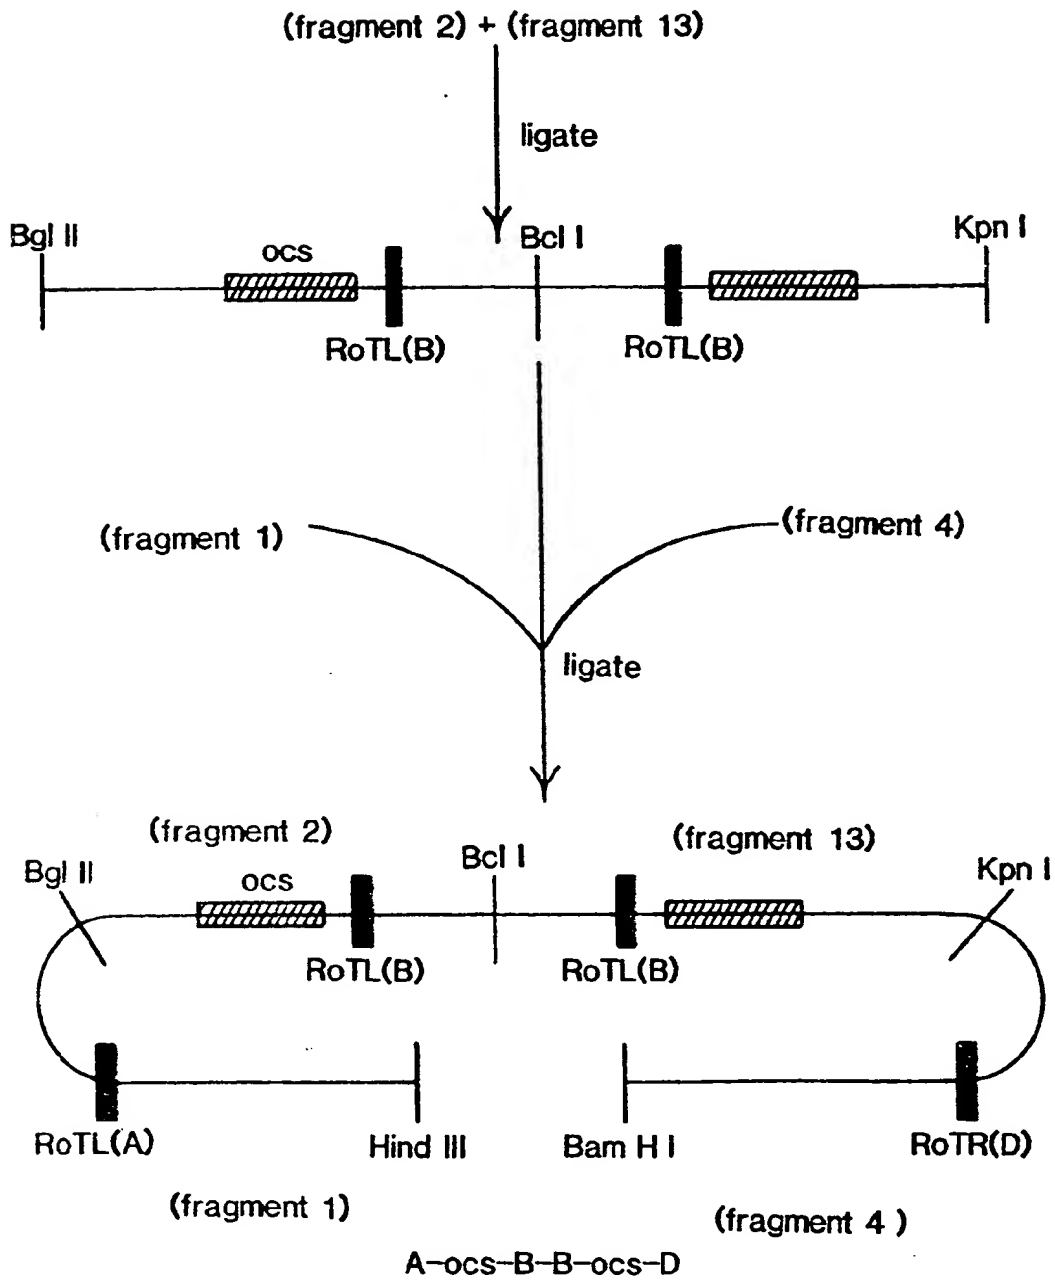 (fragment 2) + (fragment 13)
ligate
Bgl II
ocs
Bcl I
Kpn I
RoTL(B)
RoTL(B)
(fragment 1)
(fragment 4)
ligate
(fragment 2)
(fragment 13)
Bgl II
ocs
Bcl I
Kpn I
RoTL(B)
RoTL(B)
RoTL(A)
Hind III
Bam H I
RoTR(D)
(fragment 1)
(fragment 4 )
A-ocs-B-B-ocs-D